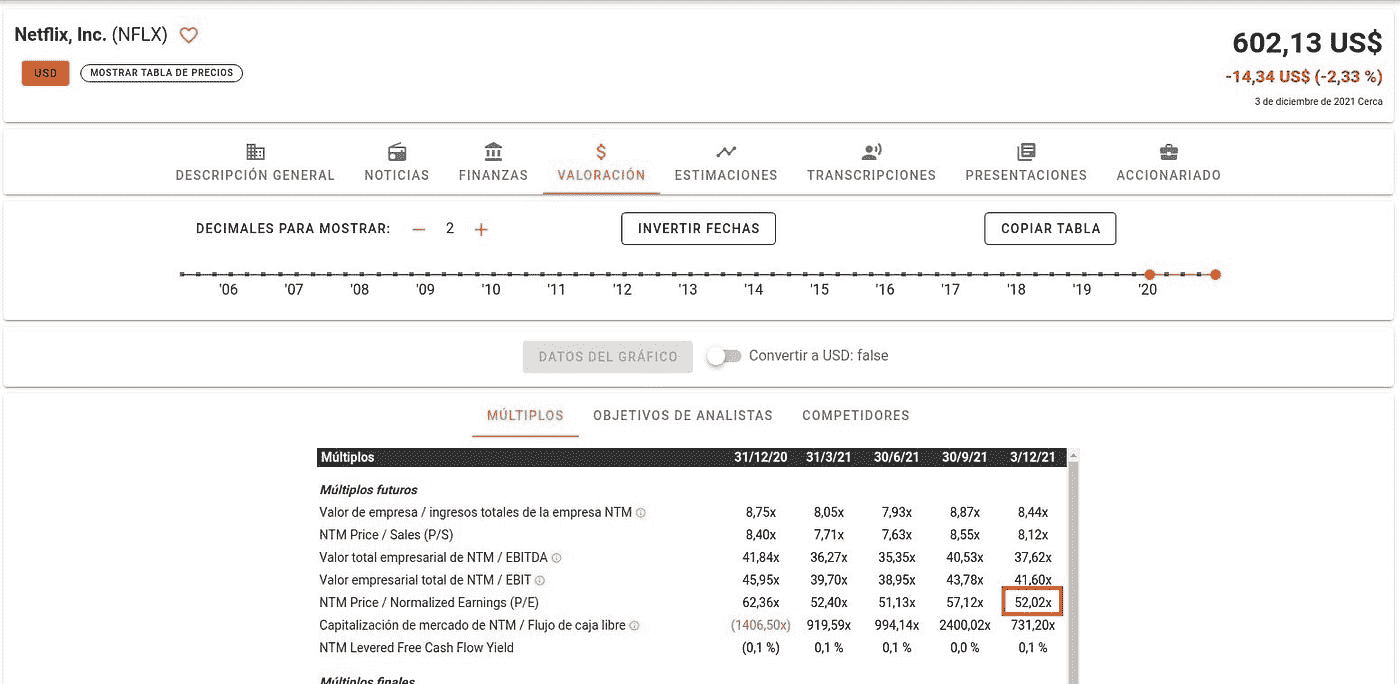 Netflix, Inc. (NFLX)
602,13 US$
USD
MOSTRAR TABLA DE PRECIOS
-14,34 US$ (-2,33 %)
3 de diciembre de 2021 Cerca
DESCRIPCIÓN GENERAL NOTICIAS FINANZAS VALORACIÓN ESTIMACIONES TRANSCRIPCIONES PRESENTACIONES ACCIONARIADO
DECIMALES PARA MOSTRAR: — 2 + INVERTIR FECHAS COPIAR TABLA
'06 '07 '08 '09 '10 '11 '12 '13 '14 '15 '16 '17 '18 '19 '20
DATOS DEL GRÁFICO Convertir a USD: false
MÚLTIPLOS OBJETIVOS DE ANALISTAS COMPETIDORES
Múltiplos 31/12/20 31/3/21 30/6/21 30/9/21 3/12/21
Múltiplos futuros
Valor de empresa / ingresos totales de la empresa NTM 8,75x 8,05x 7,93x 8,87x 8,44x
NTM Price / Sales (P/S) 8,40x 7,71x 7,63x 8,55x 8,12x
Valor total empresarial de NTM / EBITDA 41,84x 36,27x 35,35x 40,53x 37,62x
Valor empresarial total de NTM / EBIT 45,95x 39,70x 38,95x 43,78x 41,60x
NTM Price / Normalized Earnings (P/E) 62,36x 52,40x 51,13x 57,12x 52,02x
Capitalización de mercado de NTM / Flujo de caja libre (1406,50x) 919,59x 994,14x 2400,02x 731,20x
NTM Levered Free Cash Flow Yield (0,1 %) 0,1 % 0,1 % 0,0 % 0,1 %
Múltiplos finales